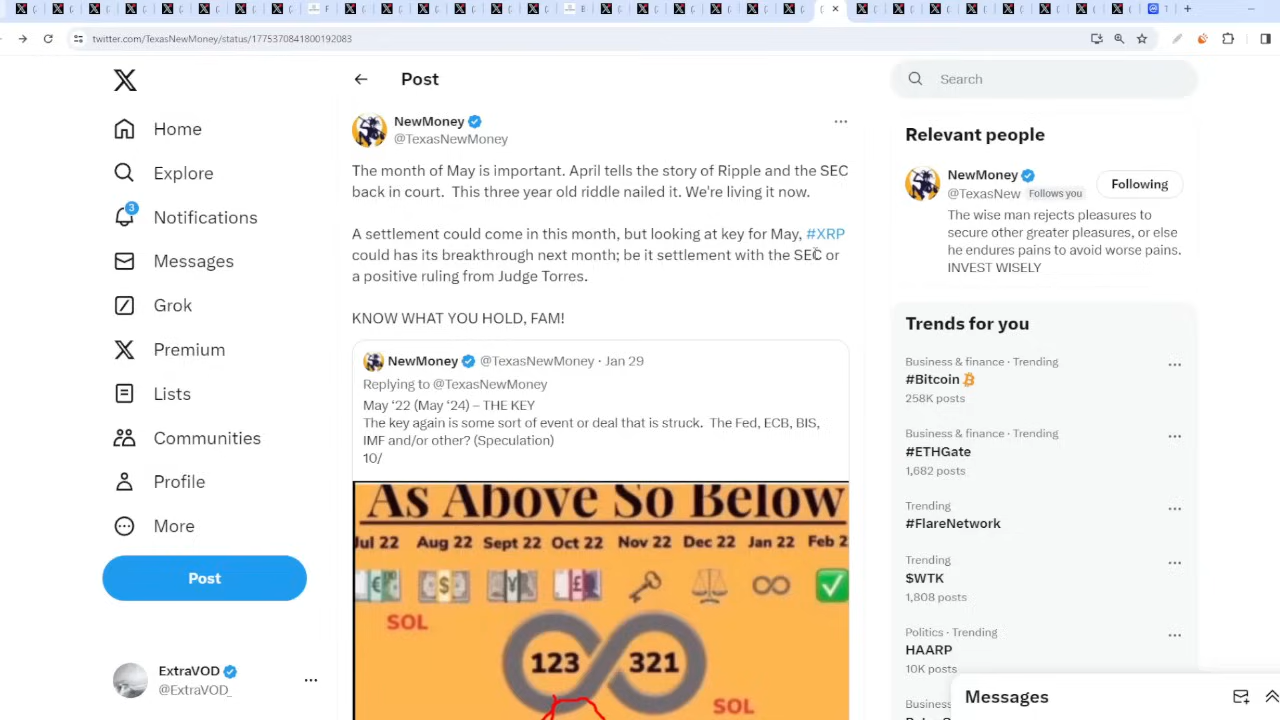 twitter.com/TexasNewMoney/status/1775370841800192083
Post
Search
Home
Explore
3
Notifications
Messages
Grok
Premium
Lists
Communities
Profile
More
Post
ExtraVOD
@ExtraVOD_
NewMoney
@TexasNewMoney
The month of May is important. April tells the story of Ripple and the SEC
back in court.  This three year old riddle nailed it. We're living it now.
A settlement could come in this month, but looking at key for May, #XRP
could has its breakthrough next month; be it settlement with the SEC or
a positive ruling from Judge Torres.
KNOW WHAT YOU HOLD, FAM!
NewMoney @TexasNewMoney · Jan 29
Replying to @TexasNewMoney
May ‘22 (May ‘24) – THE KEY
The key again is some sort of event or deal that is struck.  The Fed, ECB, BIS,
IMF and/or other? (Speculation)
10/
As Above So Below
Jul 22 Aug 22 Sept 22 Oct 22 Nov 22 Dec 22 Jan 22 Feb 2
SOL
123 321
SOL
Relevant people
NewMoney
@TexasNew Follows you
Following
The wise man rejects pleasures to
secure other greater pleasures, or else
he endures pains to avoid worse pains.
INVEST WISELY
Trends for you
Business & finance · Trending
#Bitcoin
258K posts
Business & finance · Trending
#ETHGate
1,682 posts
Trending
#FlareNetwork
Trending
$WTK
1,808 posts
Politics · Trending
HAARP
10K posts
Business
Messages